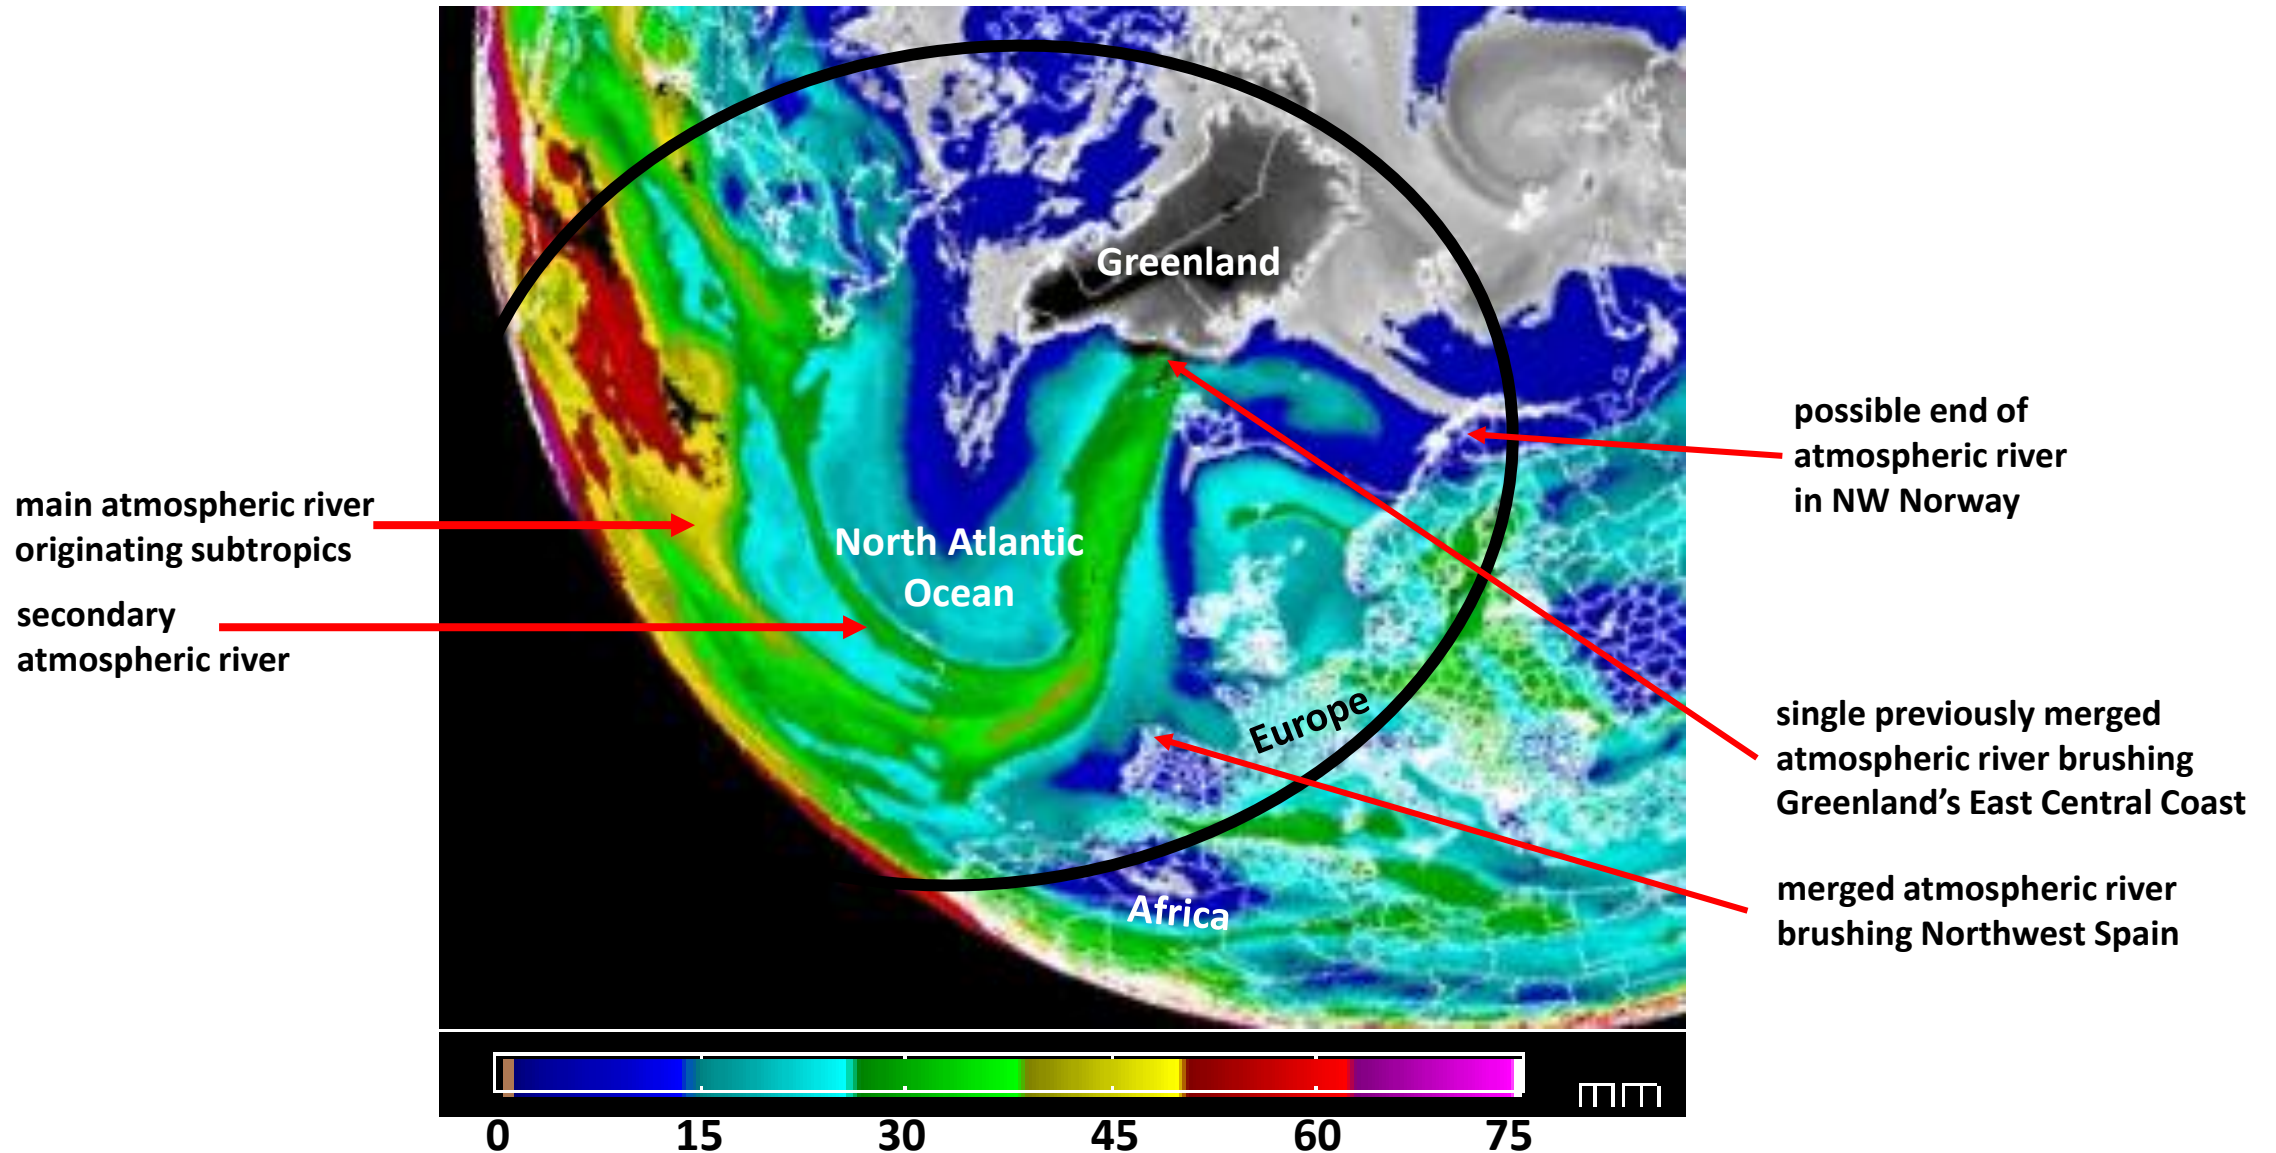 Greenland
possible end of
atmospheric river
in NW Norway
main atmospheric river
originating subtropics
North Atlantic
Ocean
secondary
atmospheric river
Europe
single previously merged
atmospheric river brushing
Greenland’s East Central Coast
merged atmospheric river
brushing Northwest Spain
Africa
mm
0 15 30 45 60 75